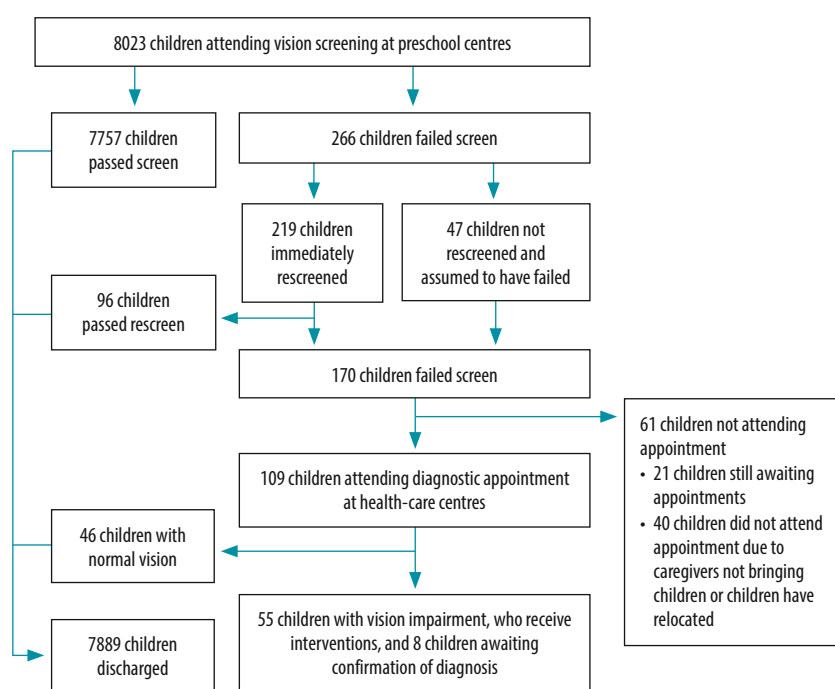 8023 children attending vision screening at preschool centres
7757 children
passed screen
266 children failed screen
219 children
immediately
rescreened
47 children not
rescreened and
assumed to have failed
96 children
passed rescreen
170 children failed screen
61 children not attending
appointment
• 21 children still awaiting
appointments
• 40 children did not attend
appointment due to
caregivers not bringing
children or children have
relocated
109 children attending diagnostic appointment
at health-care centres
46 children with
normal vision
55 children with vision impairment, who receive
interventions, and 8 children awaiting
confirmation of diagnosis
7889 children
discharged